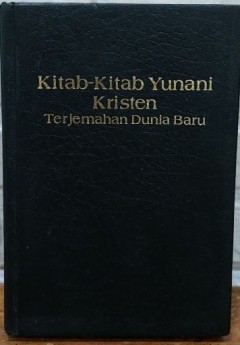 Kitab-Kitab Yunani
Kristen
Terjemahan Dunia Baru